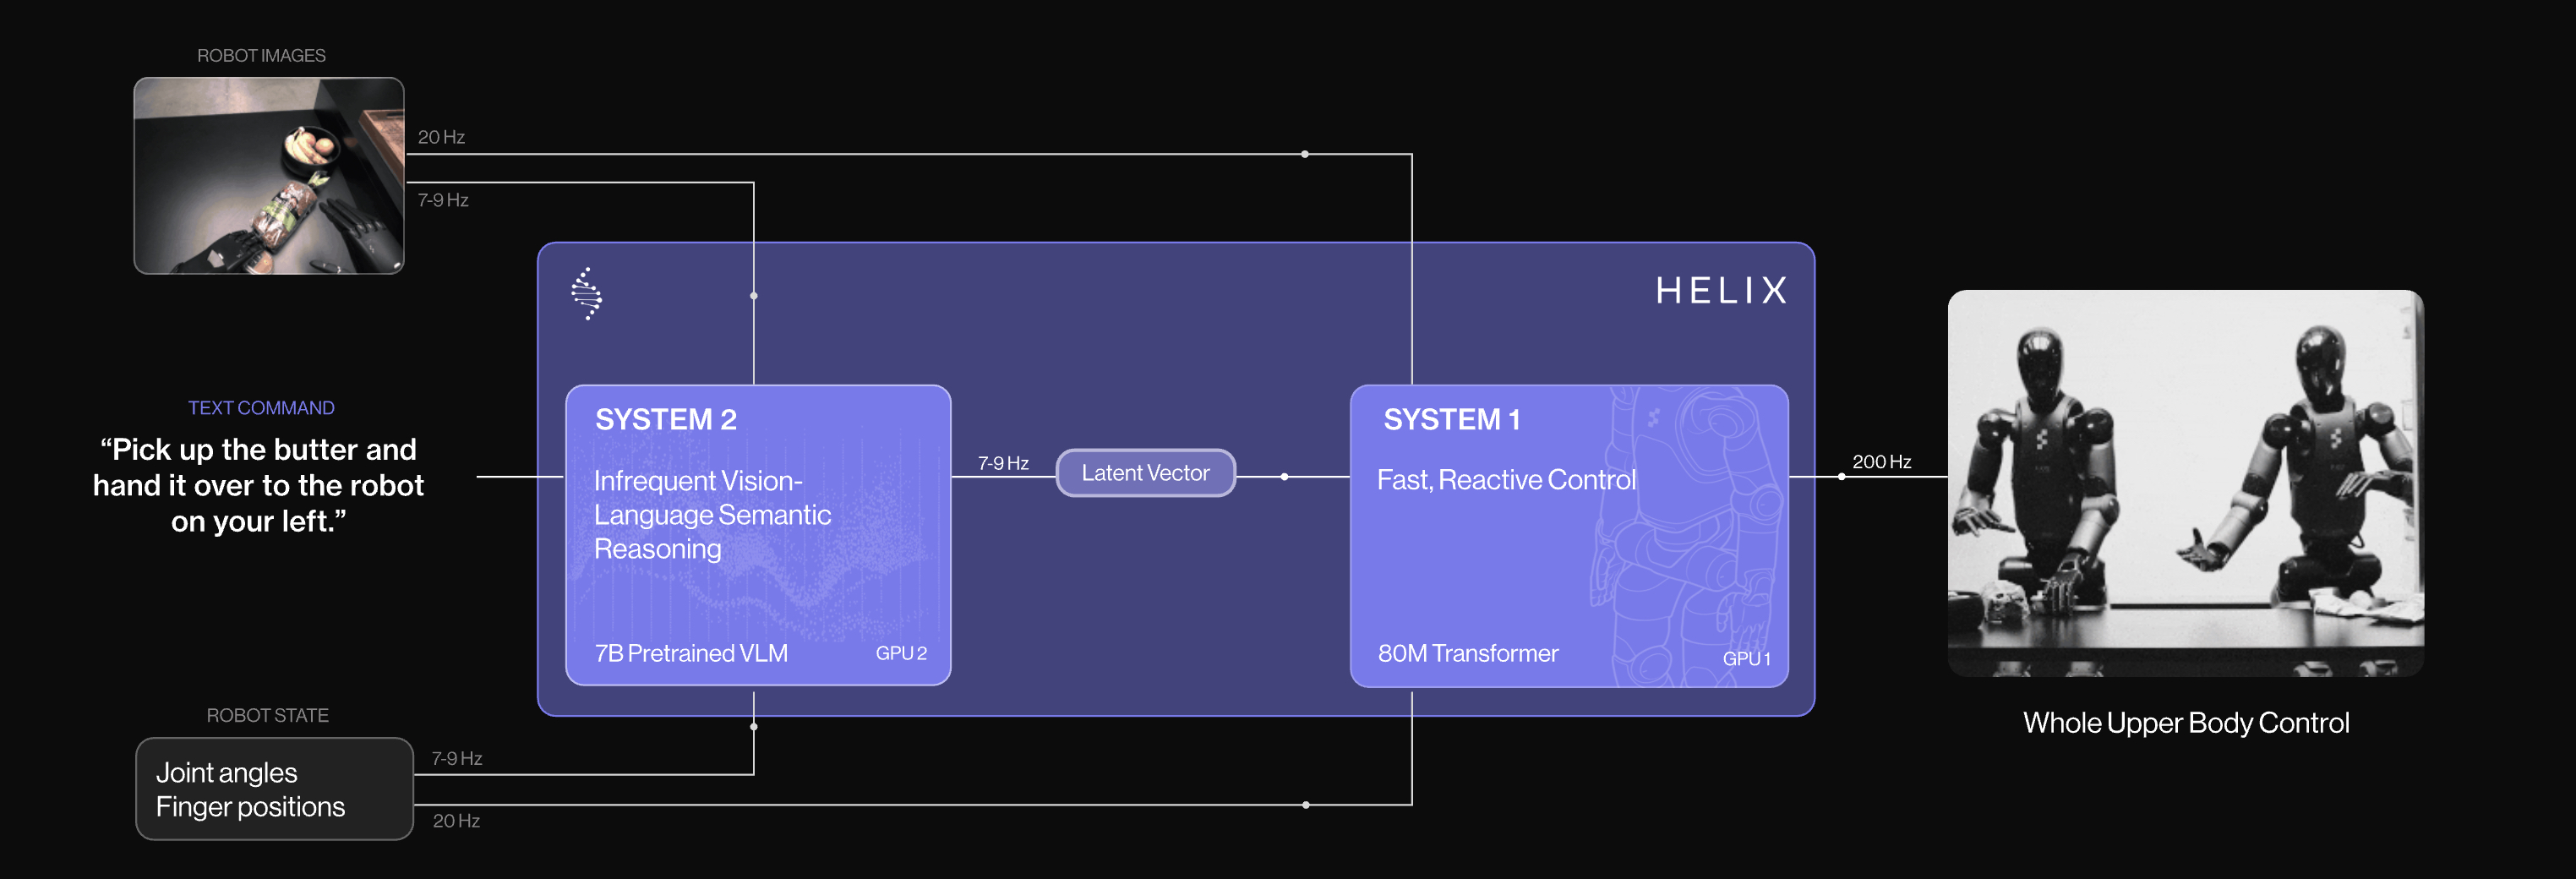 ROBOT IMAGES
20 Hz
7-9 Hz
HELIX
TEXT COMMAND
“Pick up the butter and
hand it over to the robot
on your left.”
SYSTEM 2
Infrequent Vision-
Language Semantic
Reasoning
7B Pretrained VLM
GPU 2
7-9 Hz
Latent Vector
SYSTEM 1
Fast, Reactive Control
80M Transformer
GPU 1
200 Hz
Whole Upper Body Control
ROBOT STATE
Joint angles
Finger positions
7-9 Hz
20 Hz